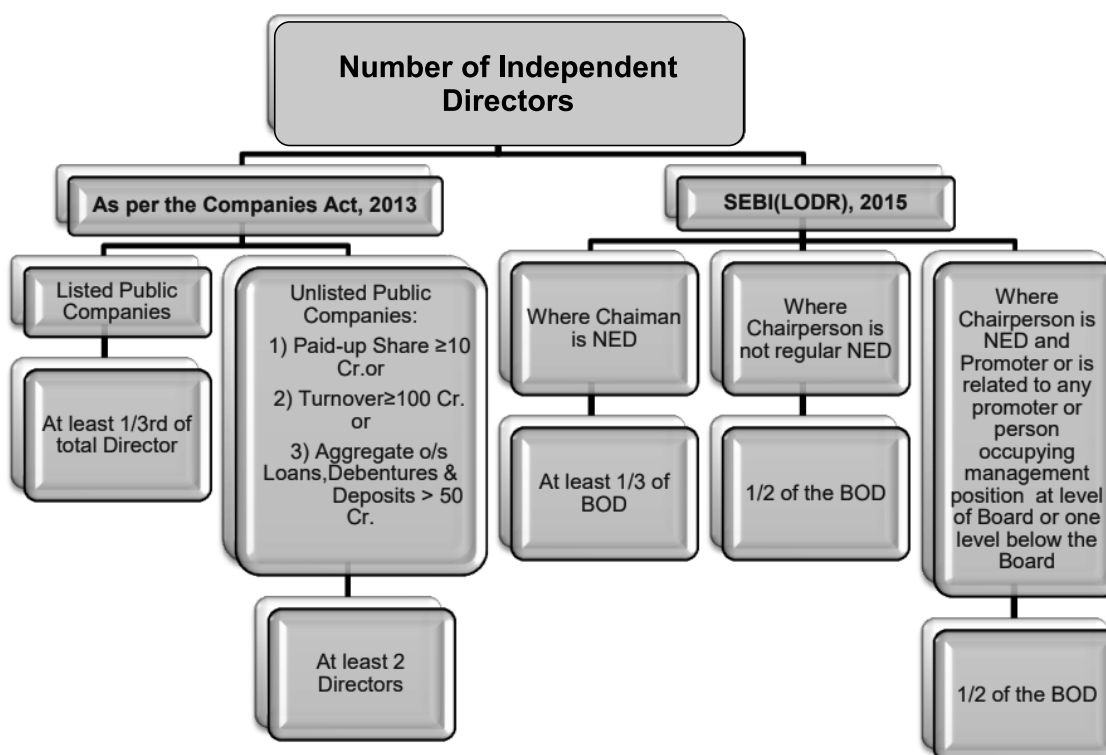 Number of Independent
Directors
As per the Companies Act, 2013
SEBI(LODR), 2015
Listed Public
Companies
At least 1/3rd of
total Director
Unlisted Public
Companies:
1) Paid-up Share ≥10
Cr.or
2) Turnover≥100 Cr.
or
3) Aggregate o/s
Loans,Debentures &
Deposits > 50
Cr.
At least 2
Directors
Where Chaiman
is NED
At least 1/3 of
BOD
Where
Chairperson is
not regular NED
1/2 of the BOD
Where
Chairperson is
NED and
Promoter or is
related to any
promoter or
person
occupying
management
position at level
of Board or one
level below the
Board
1/2 of the BOD